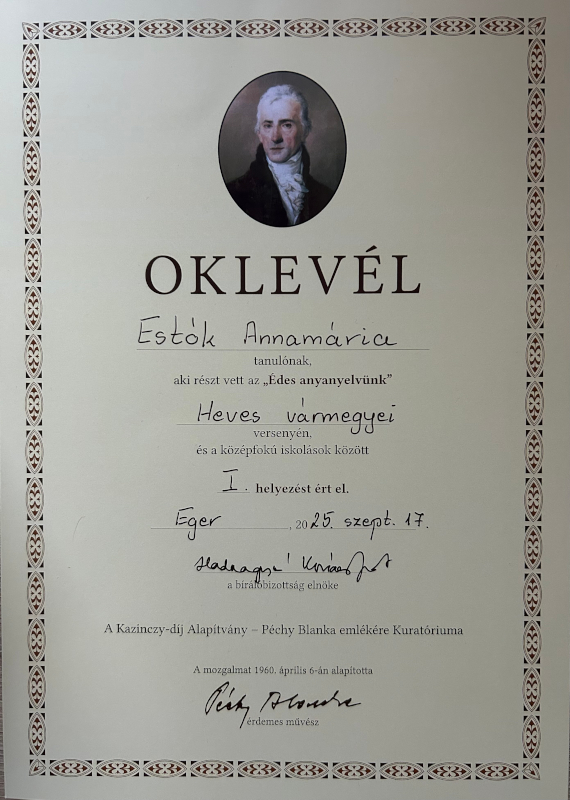 OKLEVÉL
Estók Annamária
tanulónak,
aki részt vett az „Édes anyanyelvünk”
Heves vármegyei
versenyén,
és a középfokú iskolások között
I. helyezést ért el.
Eger, 2025. szept. 17.
a bírálóbizottság elnöke
A Kazinczy-díj Alapítvány – Péchy Blanka emlékére Kuratóriuma
A mozgalmat 1960. április 6-án alapította
Péchy Blanka
érdemes művész